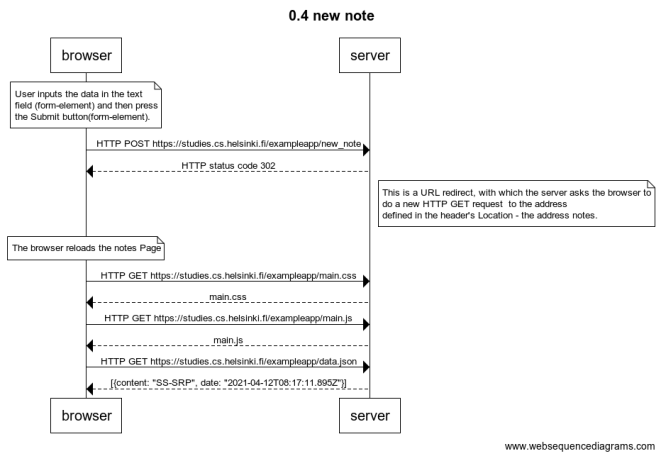 0.4 new note
browser
server
User inputs the data in the text
field (form-element) and then press
the Submit button(form-element).
HTTP POST https://studies.cs.helsinki.fi/exampleapp/new_note
HTTP status code 302
This is a URL redirect, with which the server asks the browser to
do a new HTTP GET request  to the address
defined in the header's Location - the address notes.
The browser reloads the notes Page
HTTP GET https://studies.cs.helsinki.fi/exampleapp/main.css
main.css
HTTP GET https://studies.cs.helsinki.fi/exampleapp/main.js
main.js
HTTP GET https://studies.cs.helsinki.fi/exampleapp/data.json
[{content: "SS-SRP", date: "2021-04-12T08:17:11.895Z"}]
browser
server
www.websequencediagrams.com